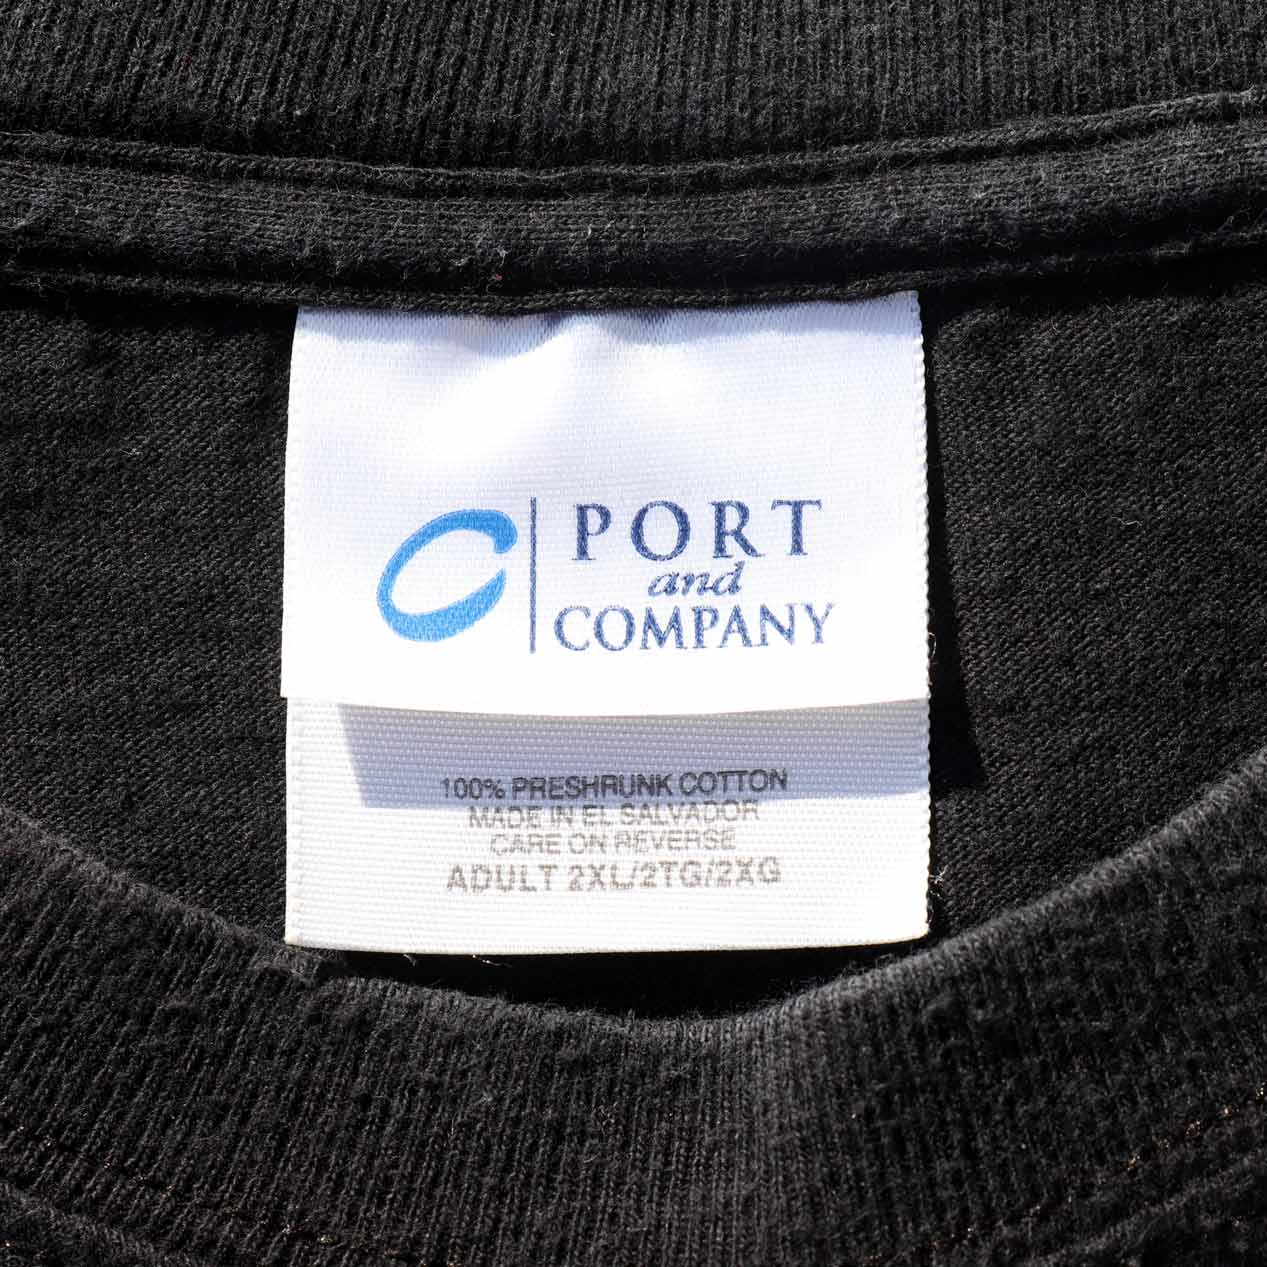 PORT
and
COMPANY
100% PRESHRUNK COTTON
MADE IN EL SALVADOR
CARE ON REVERSE
ADULT 2XL/2TG/2XG